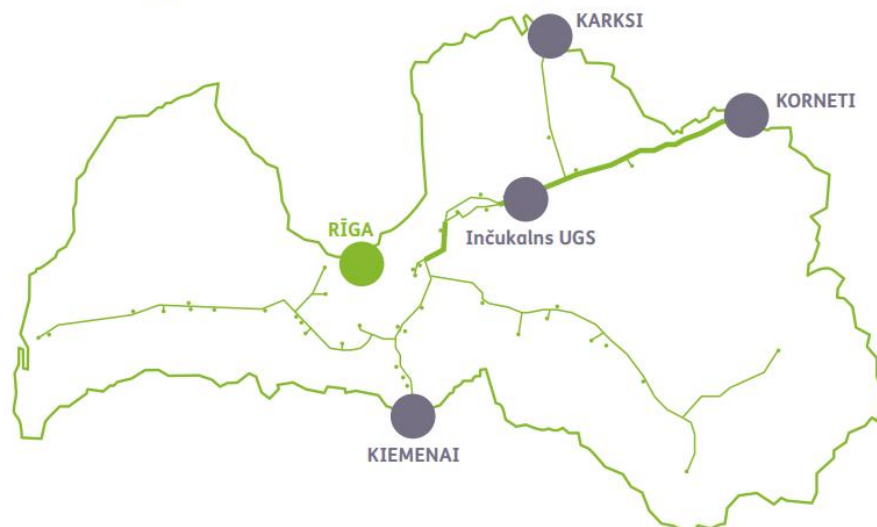 KARKSI
KORNETI
RĪGA
Inčukalns UGS
KIEMENAI